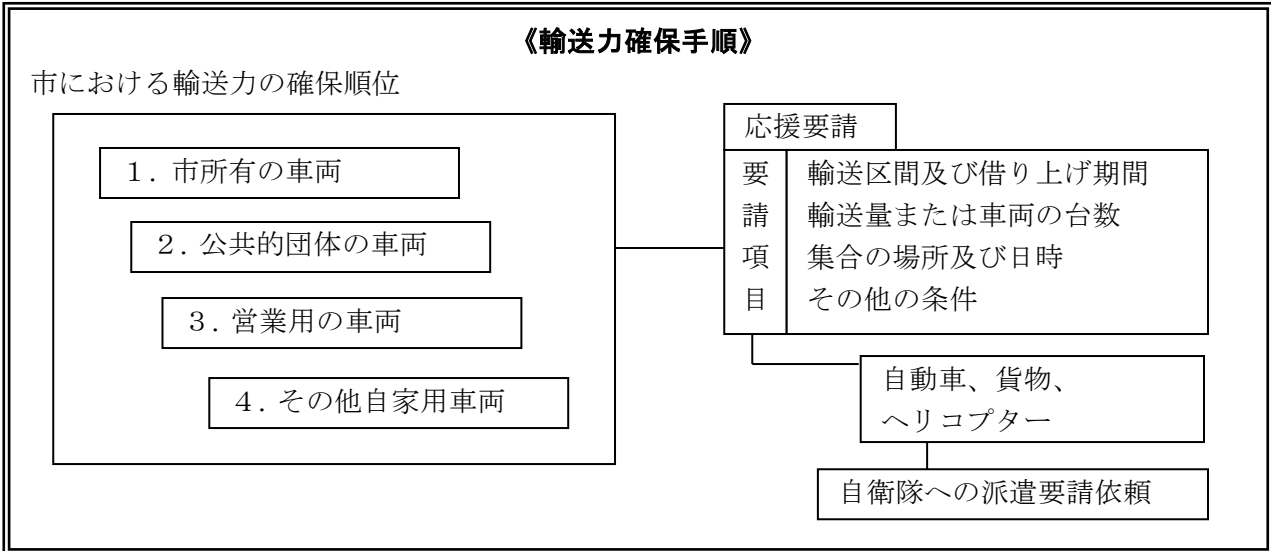 《輸送力確保手順》
市における輸送力の確保順位
1．市所有の車両
2．公共的団体の車両
3．営業用の車両
4．その他自家用車両
応援要請
要請項目
輸送区間及び借り上げ期間
輸送量または車両の台数
集合の場所及び日時
その他の条件
自動車、貨物、
ヘリコプター
自衛隊への派遣要請依頼